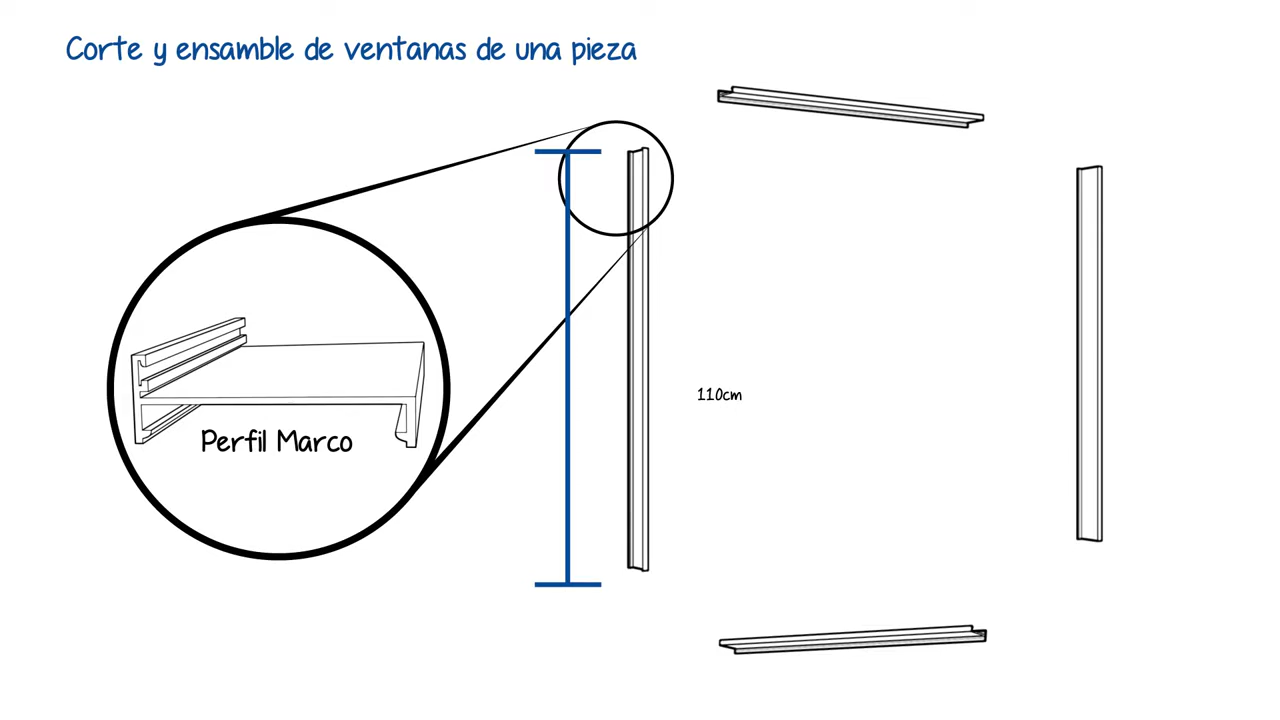 Corte y ensamble de ventanas de una pieza
110cm
Perfil Marco